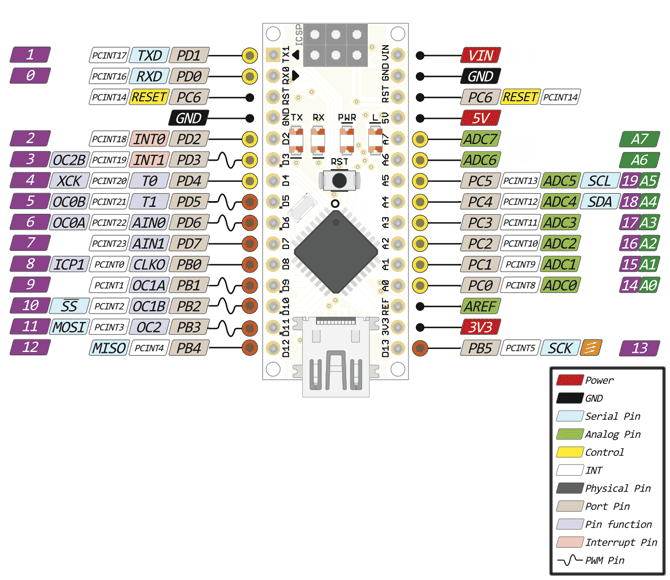 ICSP
1 PCINT17 TXD PD1 TX1 VIN VIN
0 PCINT16 RXD PD0 RX0 GND GND
PCINT14 RESET PC6 RST RST PC6 RESET PCINT14
GND GND 5V 5V
2 PCINT18 INT0 PD2 D2 TX RX PWR L A7 ADC7 A7
3 OC2B PCINT19 INT1 PD3 D3 RST A6 ADC6 A6
4 XCK PCINT20 T0 PD4 D4 A5 PC5 PCINT13 ADC5 SCL 19 A5
5 OC0B PCINT21 T1 PD5 D5 A4 PC4 PCINT12 ADC4 SDA 18 A4
6 OC0A PCINT22 AIN0 PD6 D6 A3 PC3 PCINT11 ADC3 17 A3
7 PCINT23 AIN1 PD7 D7 A2 PC2 PCINT10 ADC2 16 A2
8 ICP1 PCINT0 CLKO PB0 D8 A1 PC1 PCINT9 ADC1 15 A1
9 PCINT1 OC1A PB1 D9 A0 PC0 PCINT8 ADC0 14 A0
10 SS PCINT2 OC1B PB2 D10 REF AREF
11 MOSI PCINT3 OC2 PB3 D11 3V3 3V3
12 MISO PCINT4 PB4 D12 D13 PB5 PCINT5 SCK 13
Power
GND
Serial Pin
Analog Pin
Control
INT
Physical Pin
Port Pin
Pin function
Interrupt Pin
PWM Pin